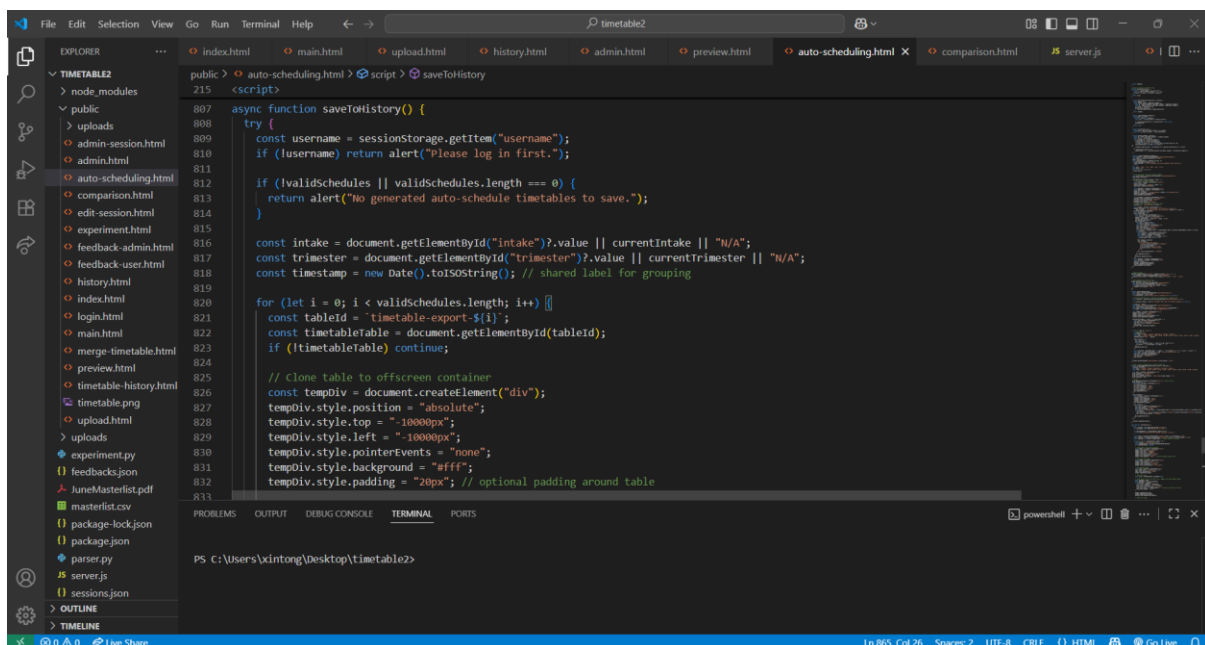 File Edit Selection View Go Run Terminal Help
timetable2
EXPLORER
TIMETABLE2
node_modules
public
uploads
admin-session.html
admin.html
auto-scheduling.html
comparison.html
edit-session.html
experiment.html
feedback-admin.html
feedback-user.html
history.html
index.html
login.html
main.html
merge-timetable.html
preview.html
timetable-history.html
timetable.png
upload.html
uploads
experiment.py
feedbacks.json
JuneMasterlist.pdf
masterlist.csv
package-lock.json
package.json
parser.py
server.js
sessions.json
OUTLINE
TIMELINE
index.html main.html upload.html history.html admin.html preview.html auto-scheduling.html comparison.html JS server.js
public > auto-scheduling.html > script > saveToHistory
215 <script>
807 async function saveToHistory() {
808 try {
809 const username = sessionStorage.getItem("username");
810 if (!username) return alert("Please log in first.");
811
812 if (!validSchedules || validSchedules.length === 0) {
813 return alert("No generated auto-schedule timetables to save.");
814 }
815
816 const intake = document.getElementById("intake")?.value || currentIntake || "N/A";
817 const trimester = document.getElementById("trimester")?.value || currentTrimester || "N/A";
818 const timestamp = new Date().toISOString(); // shared label for grouping
819
820 for (let i = 0; i < validSchedules.length; i++) {
821 const tableId = `timetable-export-${i}`;
822 const timetableTable = document.getElementById(tableId);
823 if (!timetableTable) continue;
824
825 // Clone table to offscreen container
826 const tempDiv = document.createElement("div");
827 tempDiv.style.position = "absolute";
828 tempDiv.style.top = "-10000px";
829 tempDiv.style.left = "-10000px";
830 tempDiv.style.pointerEvents = "none";
831 tempDiv.style.background = "#fff";
832 tempDiv.style.padding = "20px"; // optional padding around table
833
PROBLEMS OUTPUT DEBUG CONSOLE TERMINAL PORTS
powershell
PS C:\Users\xintong\Desktop\timetable2>
0 0 0 Live Share
Ln 865, Col 26 Spaces: 2 UTF-8 CRLF {} HTML Go Live